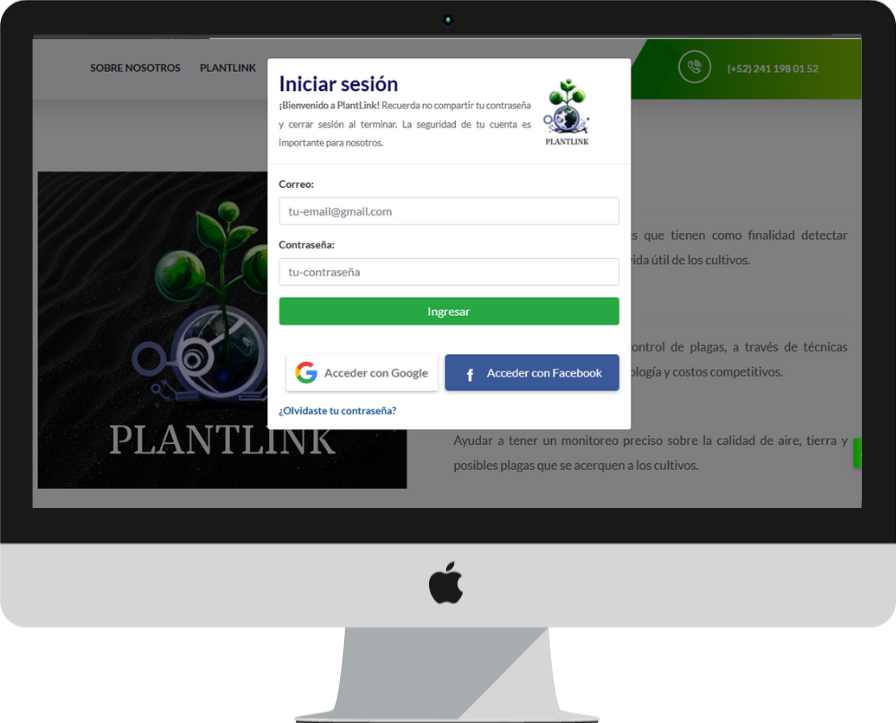 SOBRE NOSOTROS PLANTLINK
(+52) 241 198 01 52
Iniciar sesión
¡Bienvenido a PlantLink! Recuerda no compartir tu contraseña
y cerrar sesión al terminar. La seguridad de tu cuenta es
importante para nosotros.
PLANTLINK
Correo:
tu-email@gmail.com
Contraseña:
tu-contraseña
Ingresar
Acceder con Google
f Acceder con Facebook
¿Olvidaste tu contraseña?
PLANTLINK
que tienen como finalidad detectar
útil de los cultivos.
de plagas, a través de técnicas
y costos competitivos.
Ayudar a tener un monitoreo preciso sobre la calidad de aire, tierra y
posibles plagas que se acerquen a los cultivos.